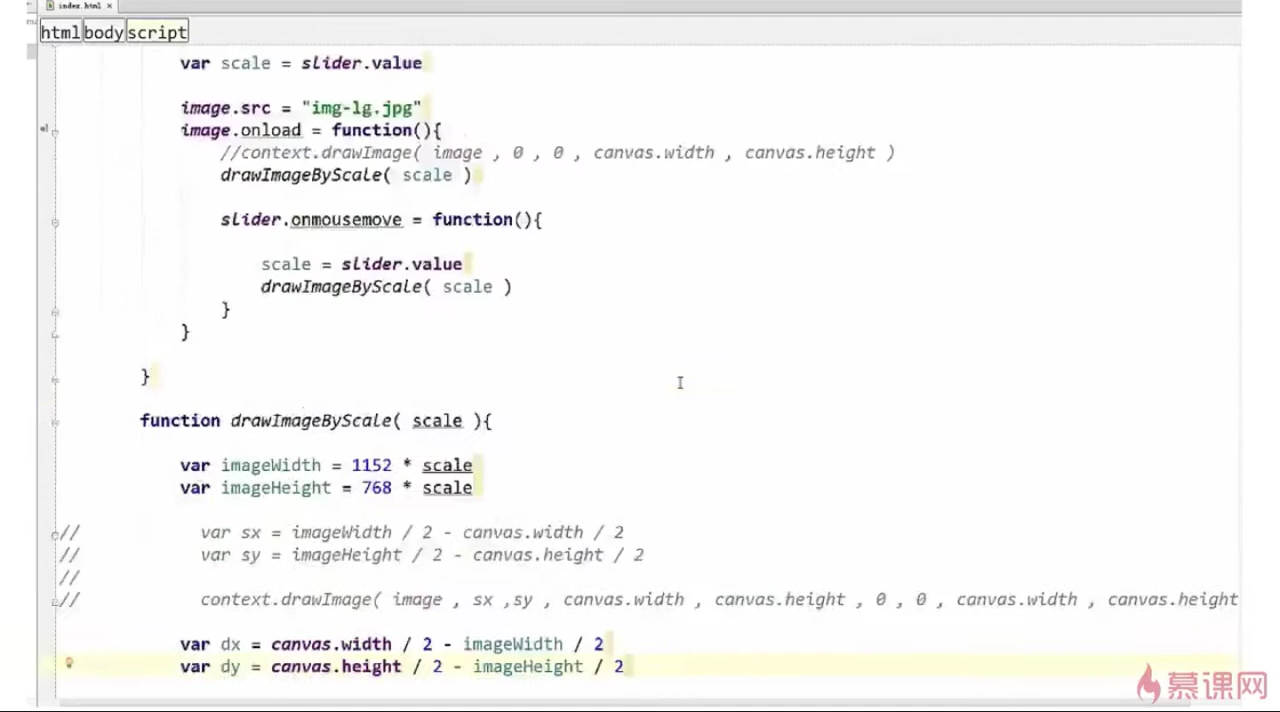 index.html ×
html body script
var scale = slider.value
image.src = "img-lg.jpg"
image.onload = function(){
//context.drawImage( image , 0 , 0 , canvas.width , canvas.height )
drawImageByScale( scale )
slider.onmousemove = function(){
scale = slider.value
drawImageByScale( scale )
}
}
}
function drawImageByScale( scale ){
var imageWidth = 1152 * scale
var imageHeight = 768 * scale
// var sx = imageWidth / 2 - canvas.width / 2
// var sy = imageHeight / 2 - canvas.height / 2
//
// context.drawImage( image , sx ,sy , canvas.width , canvas.height , 0 , 0 , canvas.width , canvas.height
var dx = canvas.width / 2 - imageWidth / 2
var dy = canvas.height / 2 - imageHeight / 2
慕课网